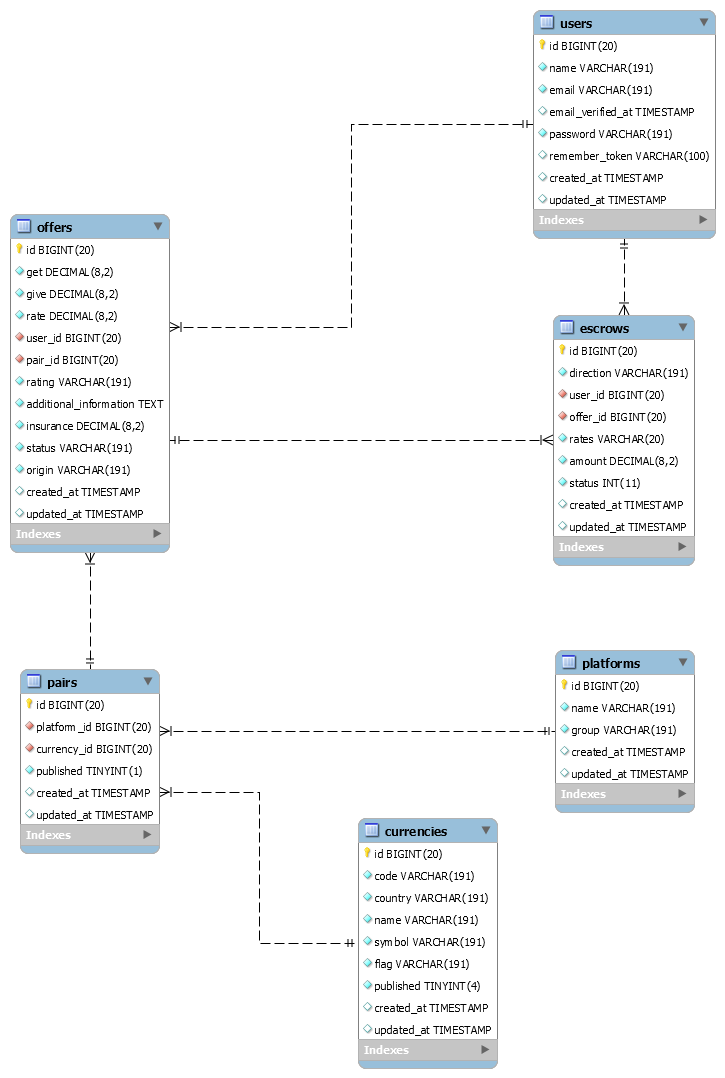 users
id BIGINT(20)
name VARCHAR(191)
email VARCHAR(191)
email_verified_at TIMESTAMP
password VARCHAR(191)
remember_token VARCHAR(100)
created_at TIMESTAMP
updated_at TIMESTAMP
Indexes
offers
id BIGINT(20)
get DECIMAL(8,2)
give DECIMAL(8,2)
rate DECIMAL(8,2)
user_id BIGINT(20)
pair_id BIGINT(20)
rating VARCHAR(191)
additional_information TEXT
insurance DECIMAL(8,2)
status VARCHAR(191)
origin VARCHAR(191)
created_at TIMESTAMP
updated_at TIMESTAMP
Indexes
escrows
id BIGINT(20)
direction VARCHAR(191)
user_id BIGINT(20)
offer_id BIGINT(20)
rates VARCHAR(20)
amount DECIMAL(8,2)
status INT(11)
created_at TIMESTAMP
updated_at TIMESTAMP
Indexes
pairs
id BIGINT(20)
platform_id BIGINT(20)
currency_id BIGINT(20)
published TINYINT(1)
created_at TIMESTAMP
updated_at TIMESTAMP
Indexes
platforms
id BIGINT(20)
name VARCHAR(191)
group VARCHAR(191)
created_at TIMESTAMP
updated_at TIMESTAMP
Indexes
currencies
id BIGINT(20)
code VARCHAR(191)
country VARCHAR(191)
name VARCHAR(191)
symbol VARCHAR(191)
flag VARCHAR(191)
published TINYINT(4)
created_at TIMESTAMP
updated_at TIMESTAMP
Indexes